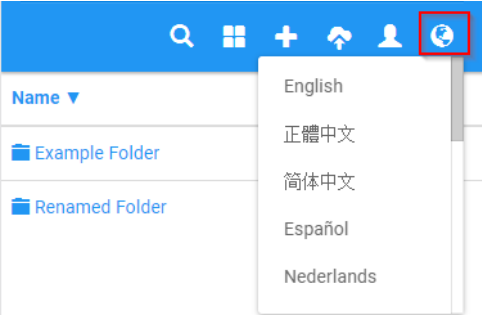 Name ▼
Example Folder
Renamed Folder
English
正體中文
简体中文
Español
Nederlands